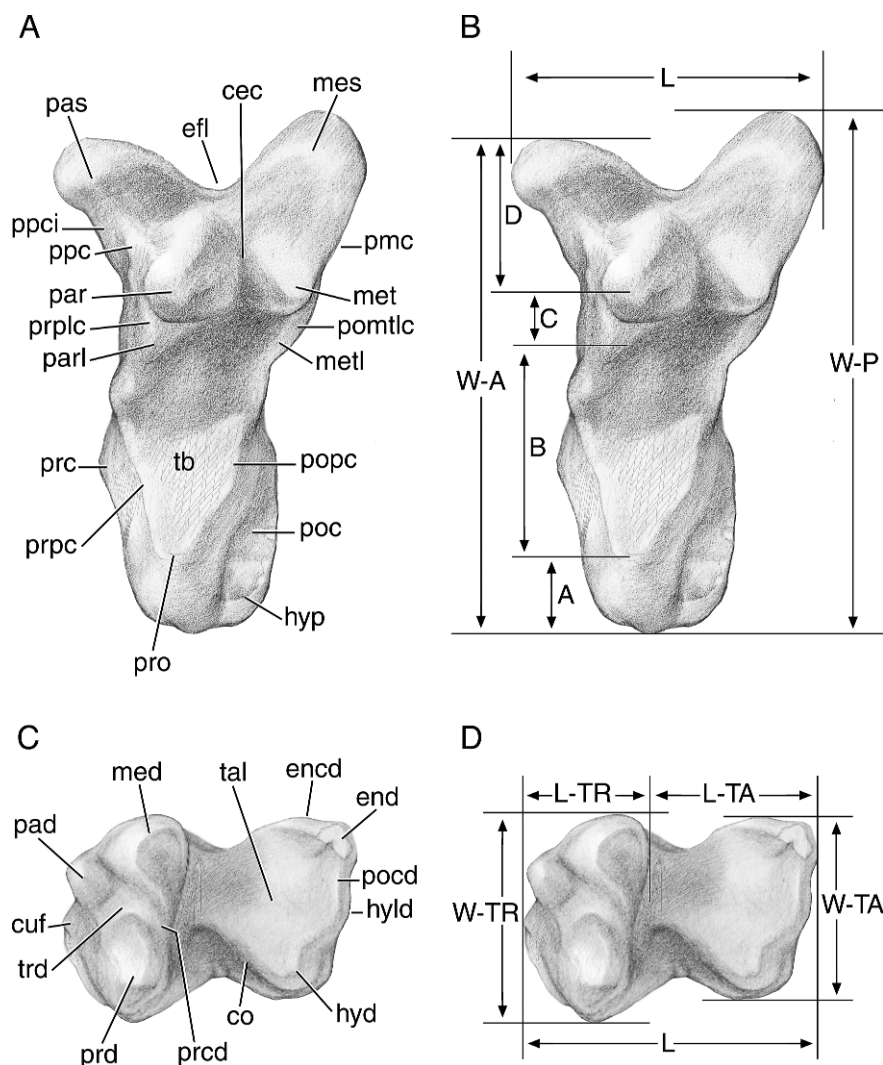 A
pas
efl
cec
mes
ppci
ppc
par
prplc
parl
pmc
met
pomtlc
metl
prc
tb
popc
prpc
poc
hyp
pro
B
L
D
C
W-A
W-P
B
A
C
med
tal
encd
end
pad
pocd
cuf
hyld
trd
prd
prcd
co
hyd
D
L-TR
L-TA
W-TR
W-TA
L